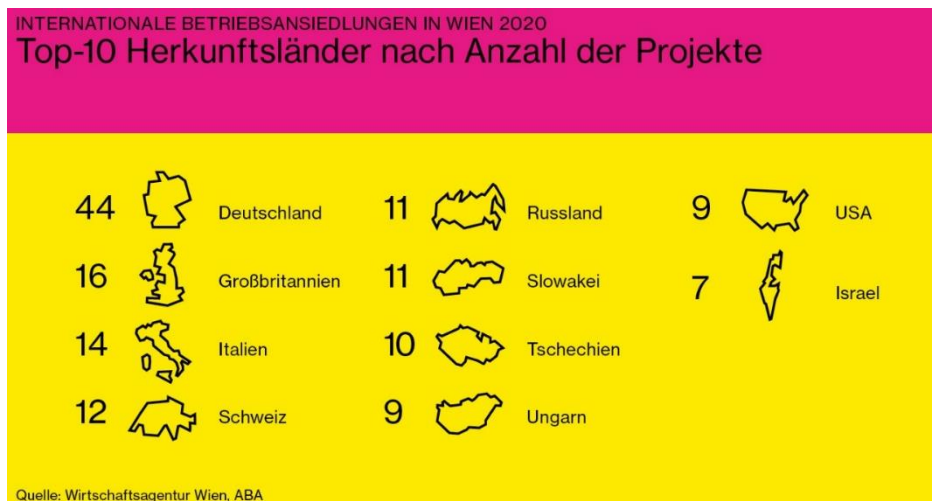 INTERNATIONALE BETRIEBSANSIEDLUNGEN IN WIEN 2020
Top-10 Herkunftsländer nach Anzahl der Projekte
44 Deutschland
16 Großbritannien
14 Italien
12 Schweiz
11 Russland
11 Slowakei
10 Tschechien
9 Ungarn
9 USA
7 Israel
Quelle: Wirtschaftsagentur Wien, ABA